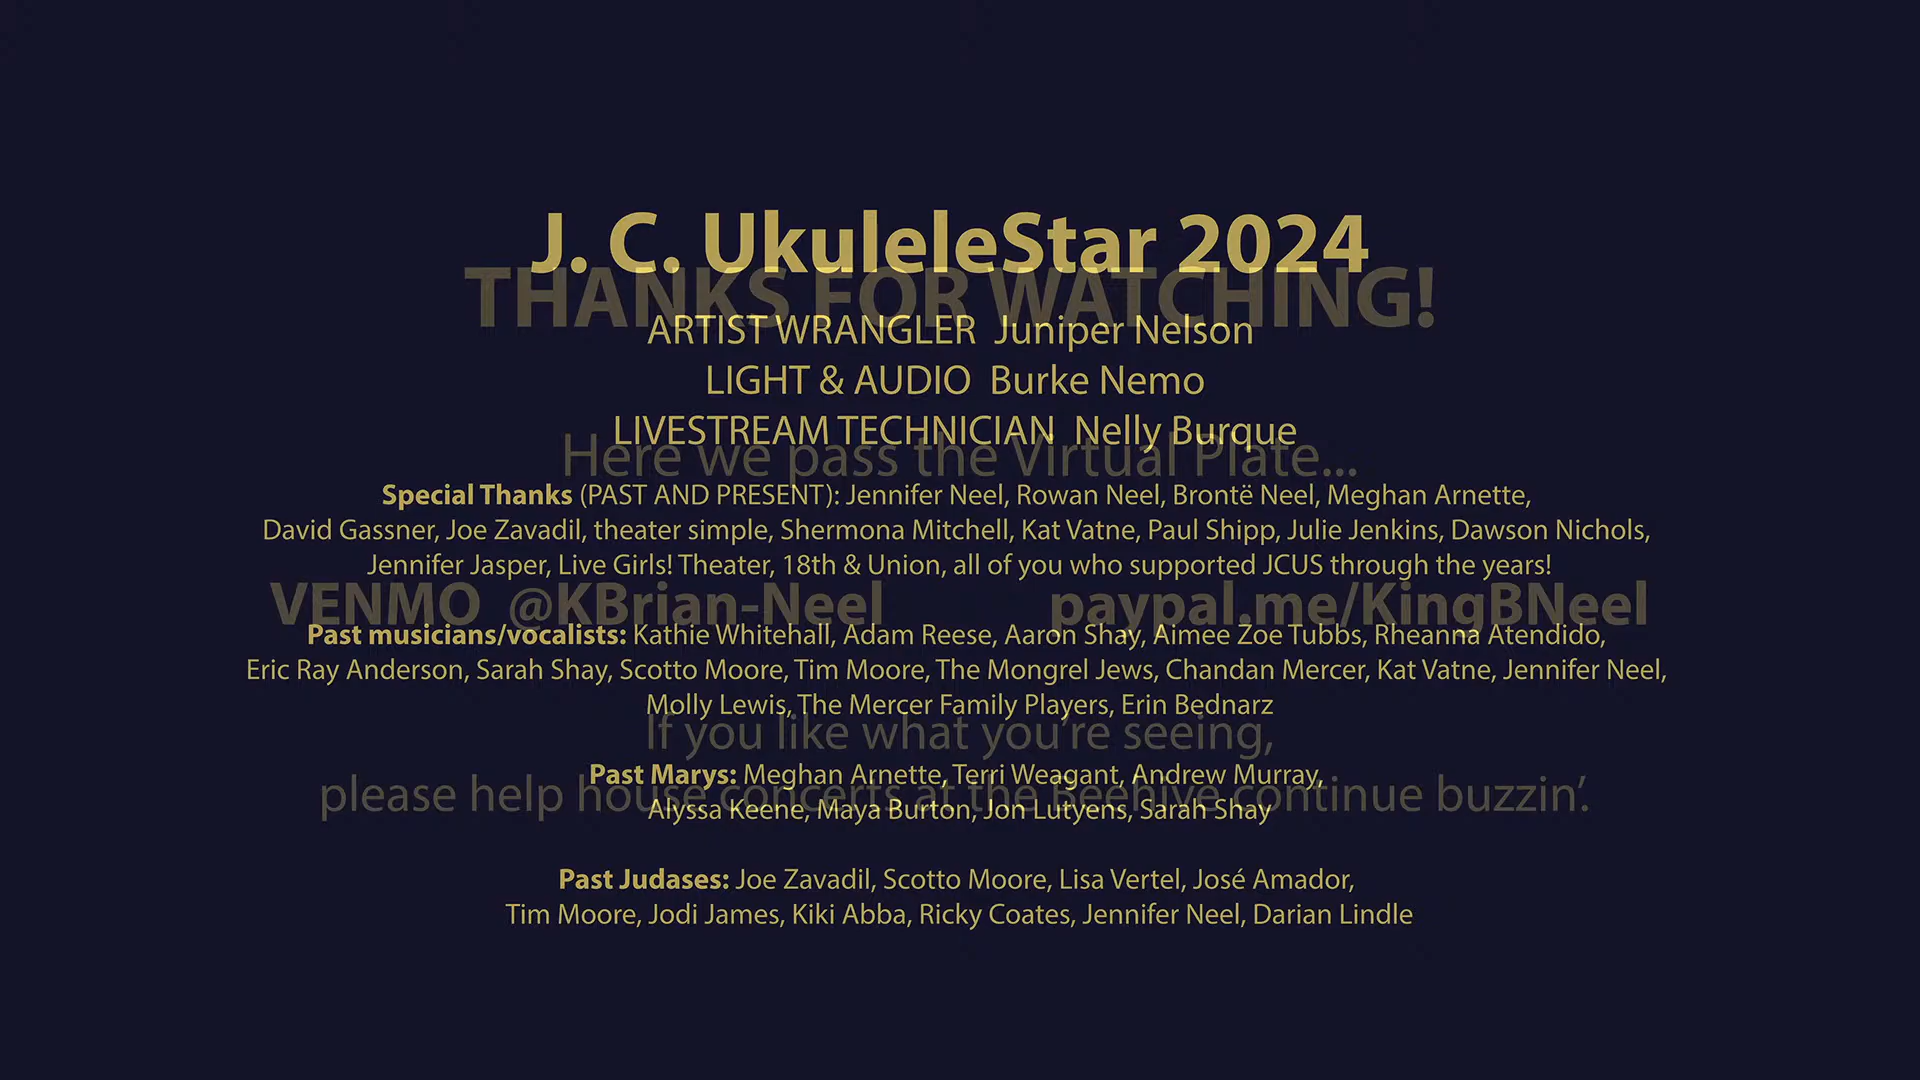 J. C. UkuleleStar 2024
THANKS FOR WATCHING!
ARTIST WRANGLER Juniper Nelson
LIGHT & AUDIO Burke Nemo
LIVESTREAM TECHNICIAN Nelly Burque
Here we pass the Virtual Plate...
Special Thanks (PAST AND PRESENT): Jennifer Neel, Rowan Neel, Brontë Neel, Meghan Arnette,
David Gassner, Joe Zavadil, theater simple, Shermona Mitchell, Kat Vatne, Paul Shipp, Julie Jenkins, Dawson Nichols,
Jennifer Jasper, Live Girls! Theater, 18th & Union, all of you who supported JCUS through the years!
VENMO @KBrian-Neel paypal.me/KingBNeel
Past musicians/vocalists: Kathie Whitehall, Adam Reese, Aaron Shay, Aimee Zoe Tubbs, Rheanna Atendido,
Eric Ray Anderson, Sarah Shay, Scotto Moore, Tim Moore, The Mongrel Jews, Chandan Mercer, Kat Vatne, Jennifer Neel,
Molly Lewis, The Mercer Family Players, Erin Bednarz
If you like what you're seeing,
Past Marys: Meghan Arnette, Terri Weagant, Andrew Murray,
please help house concerts at the Beehive continue buzzin'.
Alyssa Keene, Maya Burton, Jon Lutyens, Sarah Shay
Past Judases: Joe Zavadil, Scotto Moore, Lisa Vertel, José Amador,
Tim Moore, Jodi James, Kiki Abba, Ricky Coates, Jennifer Neel, Darian Lindle